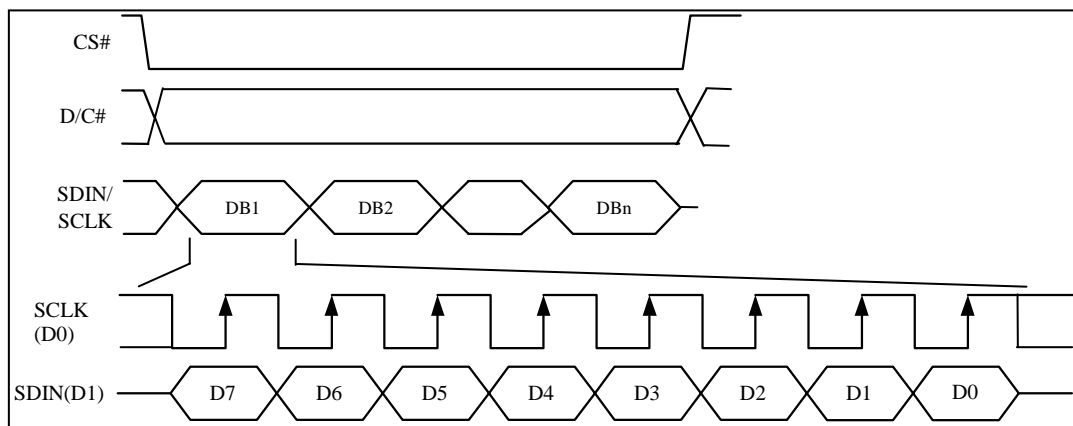 CS#
D/C#
SDIN/
SCLK
DB1 DB2 DBn
SCLK
(D0)
SDIN(D1) D7 D6 D5 D4 D3 D2 D1 D0